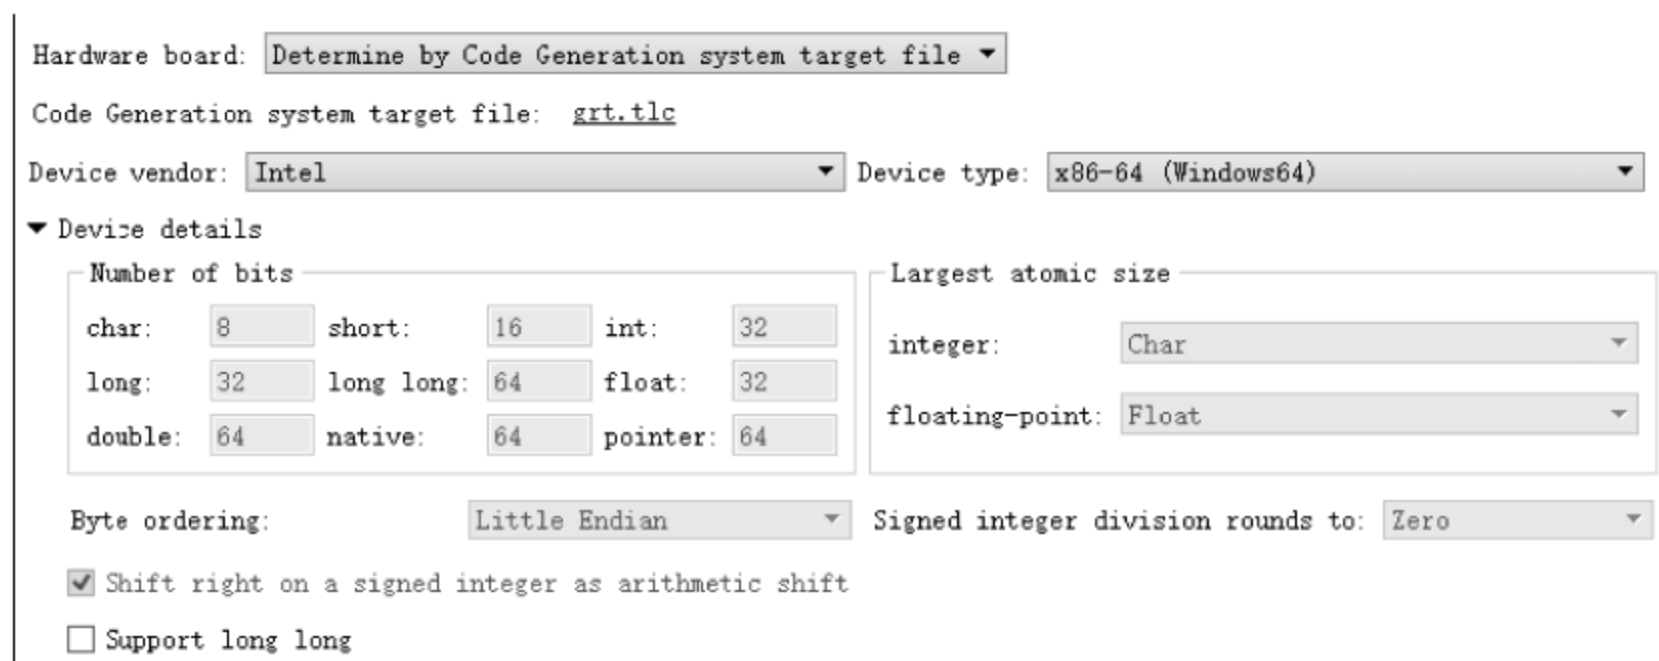 Hardware board: Determine by Code Generation system target file
Code Generation system target file: grt.tlc
Device vendor: Intel Device type: x86-64 (Windows64)
Device details
Number of bits
char: 8 short: 16 int: 32
long: 32 long long: 64 float: 32
double: 64 native: 64 pointer: 64
Largest atomic size
integer: Char
floating-point: Float
Byte ordering: Little Endian Signed integer division rounds to: Zero
Shift right on a signed integer as arithmetic shift
Support long long